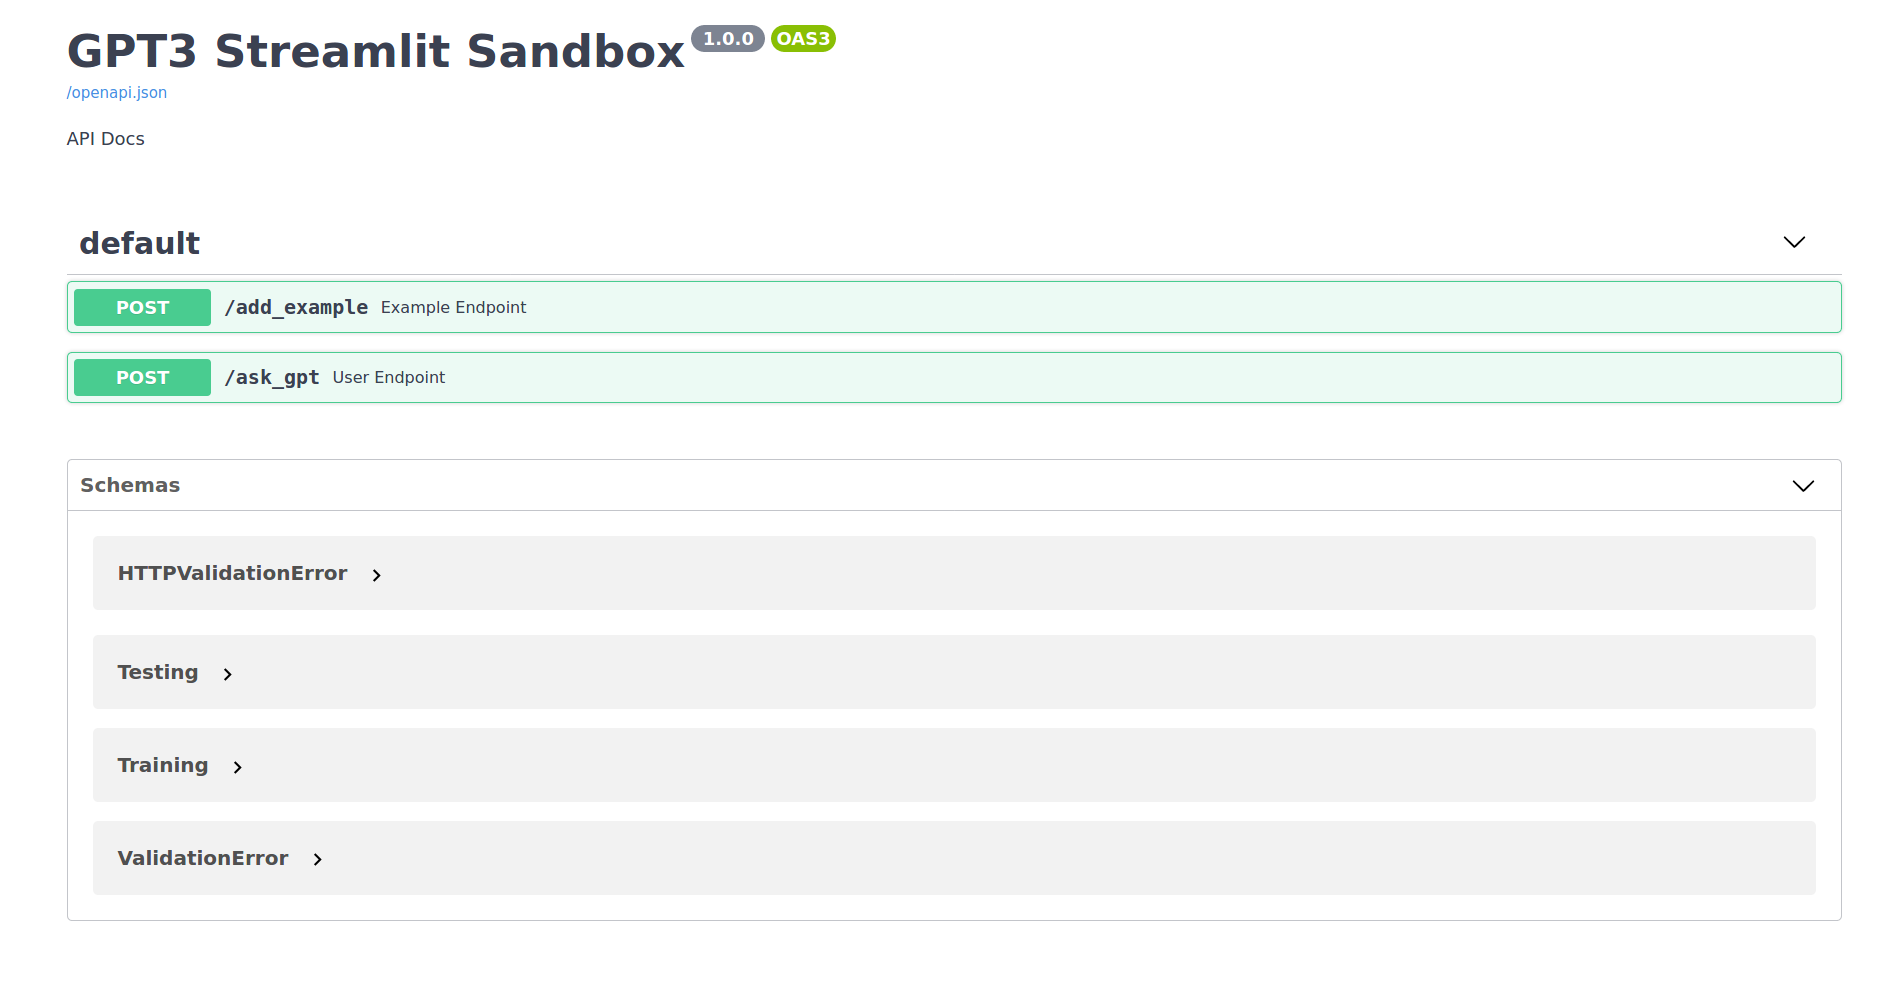 GPT3 Streamlit Sandbox 1.0.0 OAS3
/openapi.json
API Docs
default
POST /add_example Example Endpoint
POST /ask_gpt User Endpoint
Schemas
HTTPValidationError
Testing
Training
ValidationError